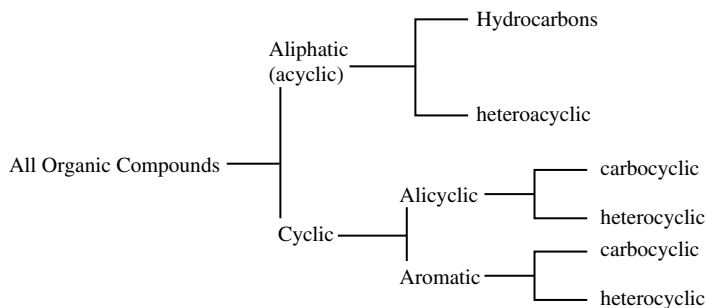 Hydrocarbons
Aliphatic
(acyclic)
heteroacyclic
All Organic Compounds
carbocyclic
Alicyclic
heterocyclic
Cyclic
carbocyclic
Aromatic
heterocyclic